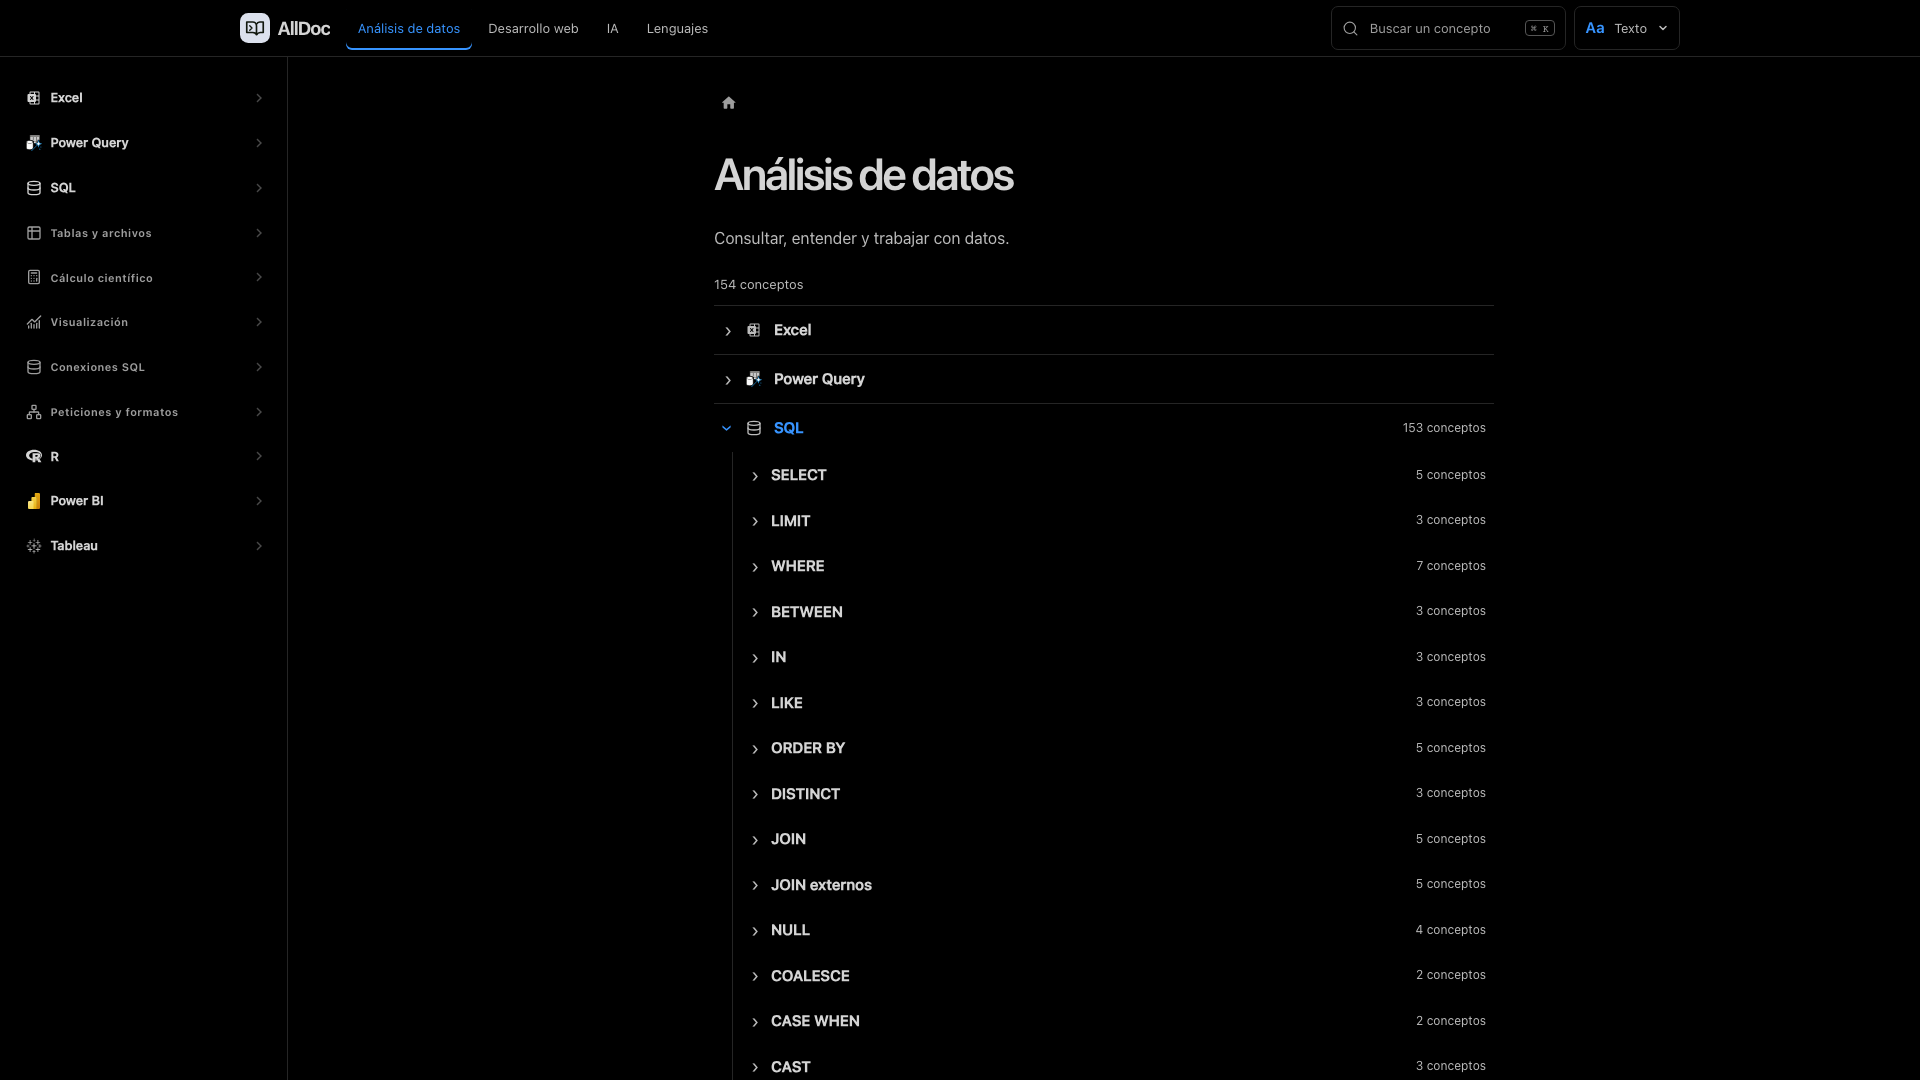 AllDoc
Análisis de datos
Desarrollo web
IA
Lenguajes
Buscar un concepto
⌘ K
Aa Texto
Excel
Power Query
SQL
Tablas y archivos
Cálculo científico
Visualización
Conexiones SQL
Peticiones y formatos
R
Power BI
Tableau
Análisis de datos
Consultar, entender y trabajar con datos.
154 conceptos
Excel
Power Query
SQL 153 conceptos
SELECT 5 conceptos
LIMIT 3 conceptos
WHERE 7 conceptos
BETWEEN 3 conceptos
IN 3 conceptos
LIKE 3 conceptos
ORDER BY 5 conceptos
DISTINCT 3 conceptos
JOIN 5 conceptos
JOIN externos 5 conceptos
NULL 4 conceptos
COALESCE 2 conceptos
CASE WHEN 2 conceptos
CAST 3 conceptos